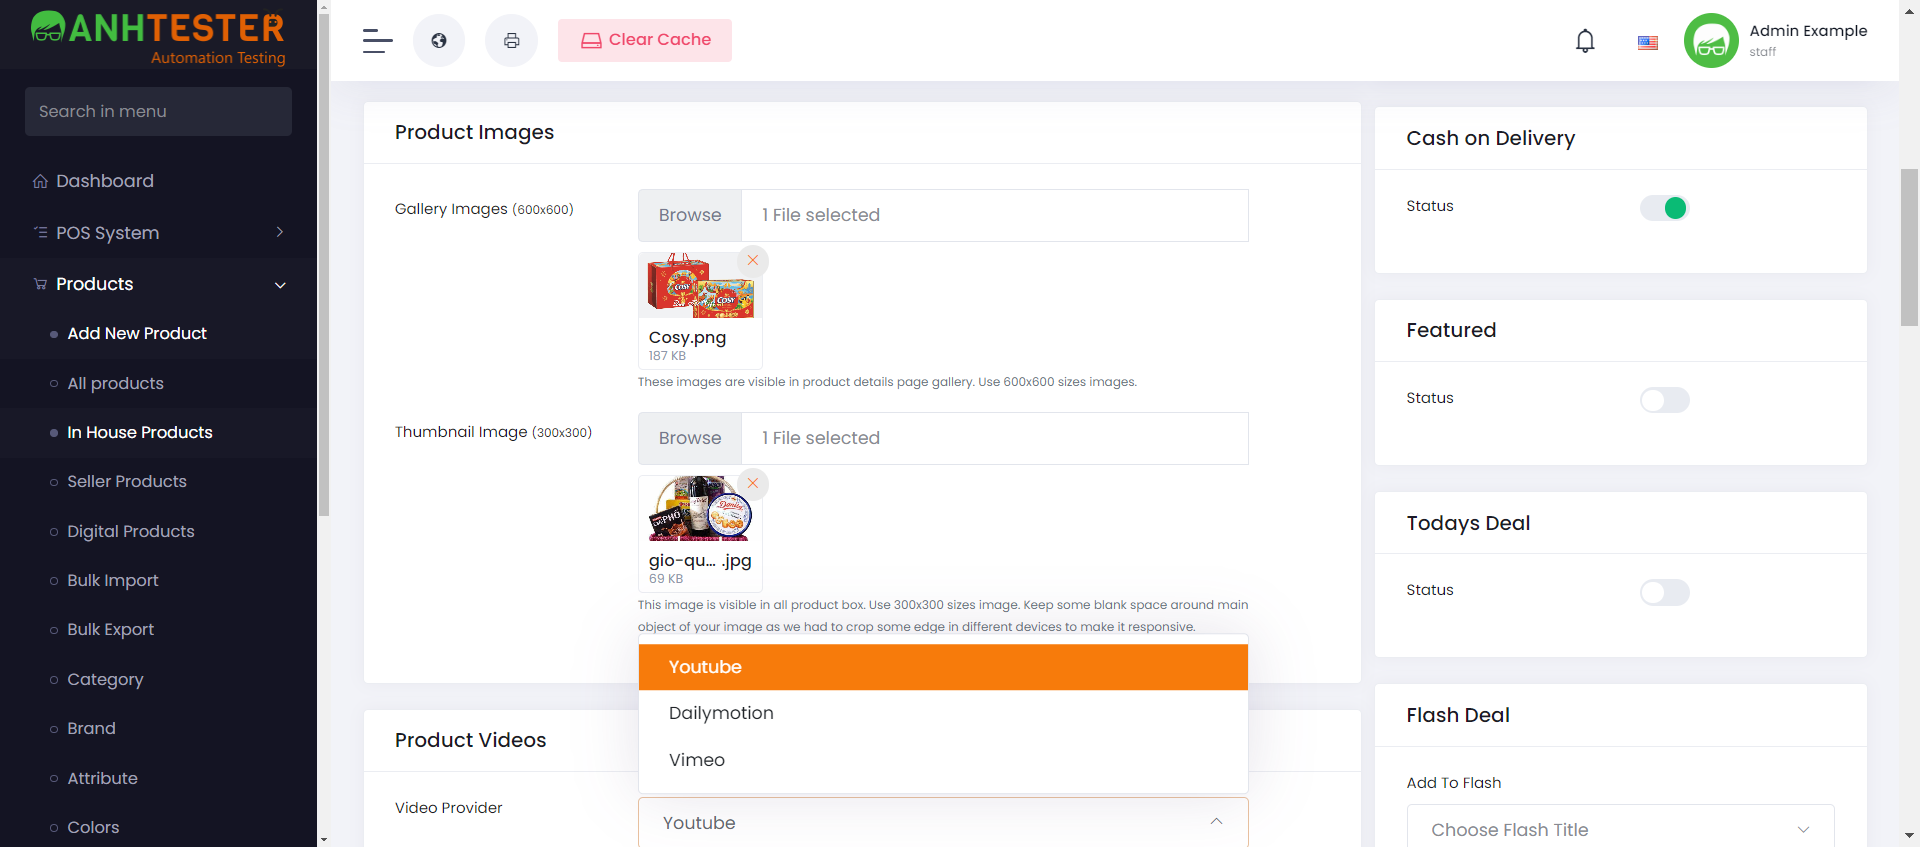 ANHTESTER
Automation Testing
Search in menu
Dashboard
POS System
Products
Add New Product
All products
In House Products
Seller Products
Digital Products
Bulk Import
Bulk Export
Category
Brand
Attribute
Colors
Clear Cache
Admin Example
staff
Product Images
Gallery Images (600x600)
Browse
1 File selected
Cosy
Cosy
Cosy.png
187 KB
These images are visible in product details page gallery. Use 600x600 sizes images.
Thumbnail Image (300x300)
Browse
1 File selected
Danisa
gio-qu... .jpg
69 KB
This image is visible in all product box. Use 300x300 sizes image. Keep some blank space around main
object of your image as we had to crop some edge in different devices to make it responsive.
Youtube
Dailymotion
Vimeo
Product Videos
Video Provider
Youtube
Cash on Delivery
Status
Featured
Status
Todays Deal
Status
Flash Deal
Add To Flash
Choose Flash Title